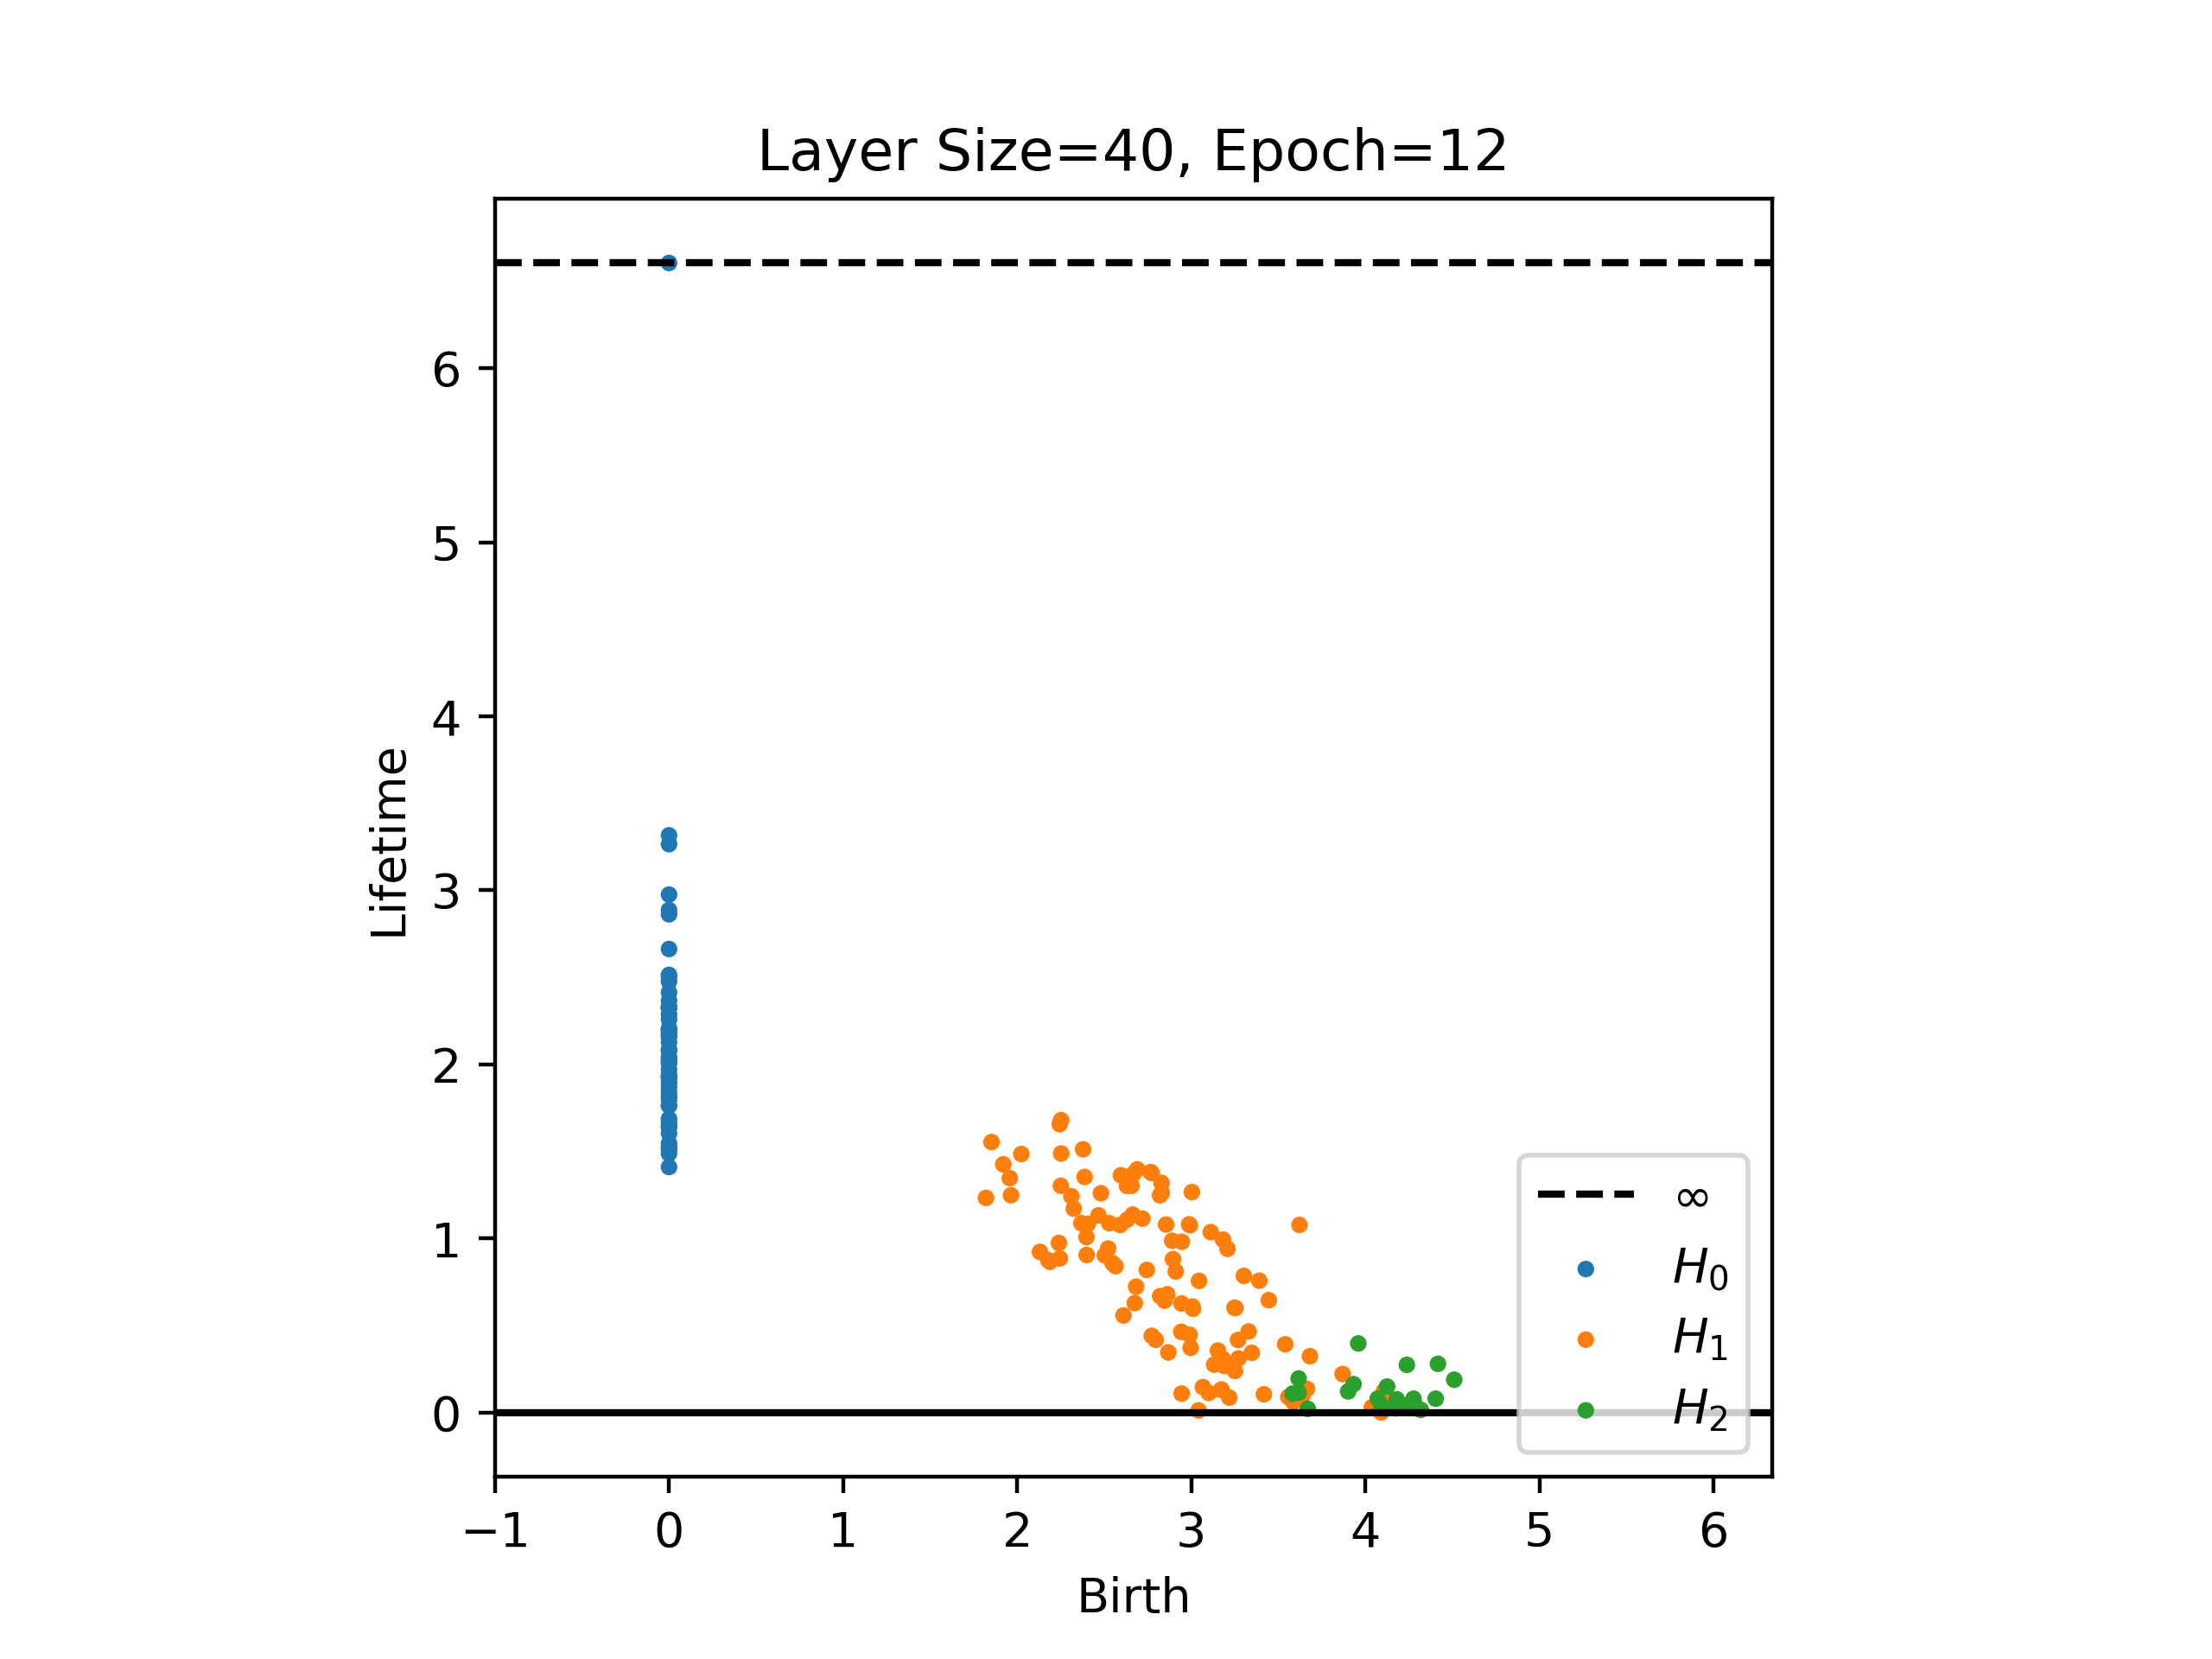 Layer Size=40, Epoch=12
Lifetime
6
5
4
3
2
1
0
−1 0 1 2 3 4 5 6
Birth
∞
H₀
H₁
H₂